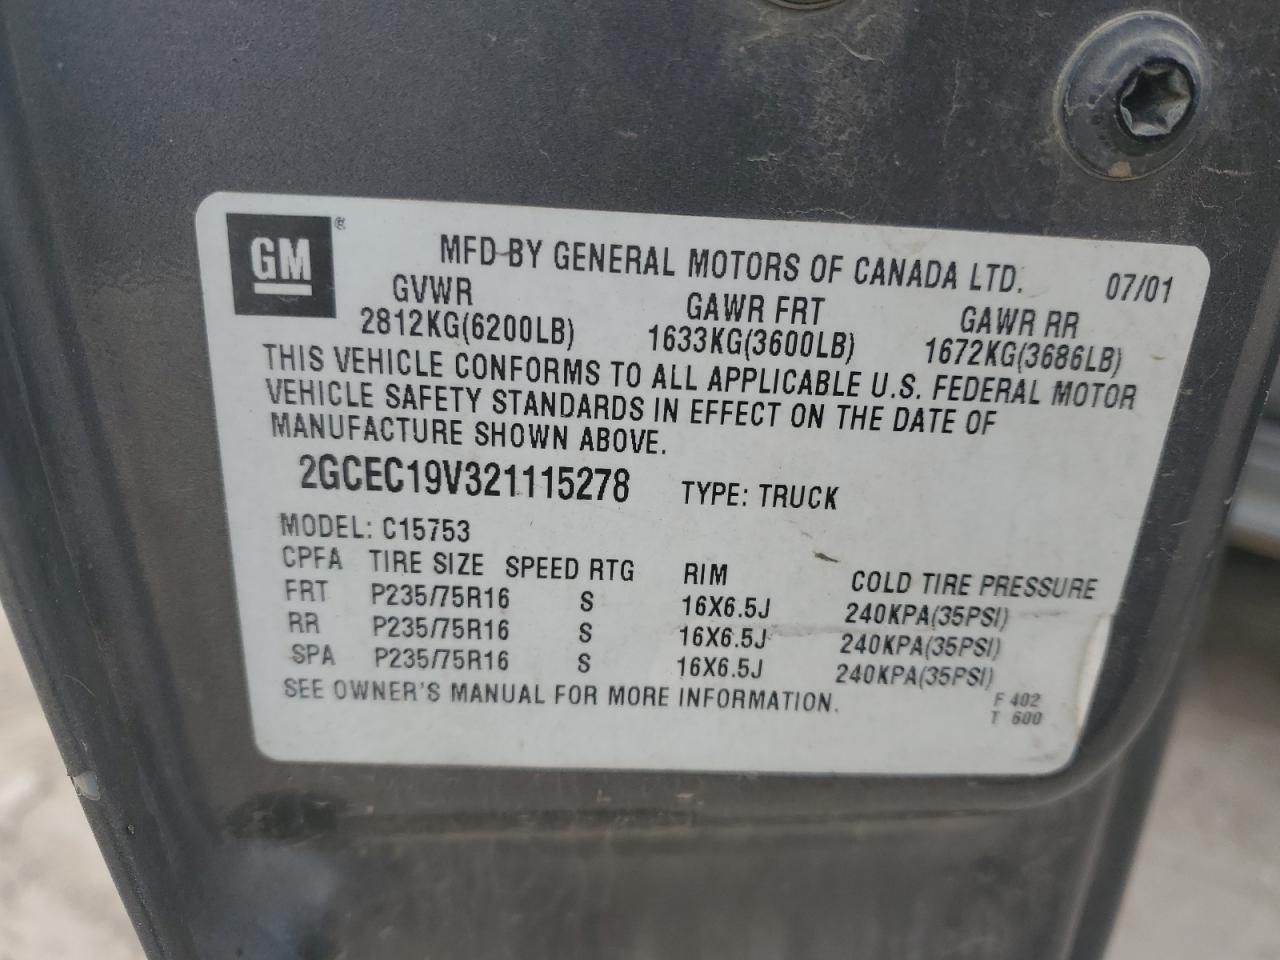 GM ®
MFD BY GENERAL MOTORS OF CANADA LTD. 07/01
GVWR GAWR FRT GAWR RR
2812KG(6200LB) 1633KG(3600LB) 1672KG(3686LB)
THIS VEHICLE CONFORMS TO ALL APPLICABLE U.S. FEDERAL MOTOR
VEHICLE SAFETY STANDARDS IN EFFECT ON THE DATE OF
MANUFACTURE SHOWN ABOVE.
2GCEC19V321115278 TYPE: TRUCK
MODEL: C15753
CPFA TIRE SIZE SPEED RTG RIM COLD TIRE PRESSURE
FRT P235/75R16 S 16X6.5J 240KPA(35PSI)
RR P235/75R16 S 16X6.5J 240KPA(35PSI)
SPA P235/75R16 S 16X6.5J 240KPA(35PSI)
SEE OWNER'S MANUAL FOR MORE INFORMATION. F 402
T 600